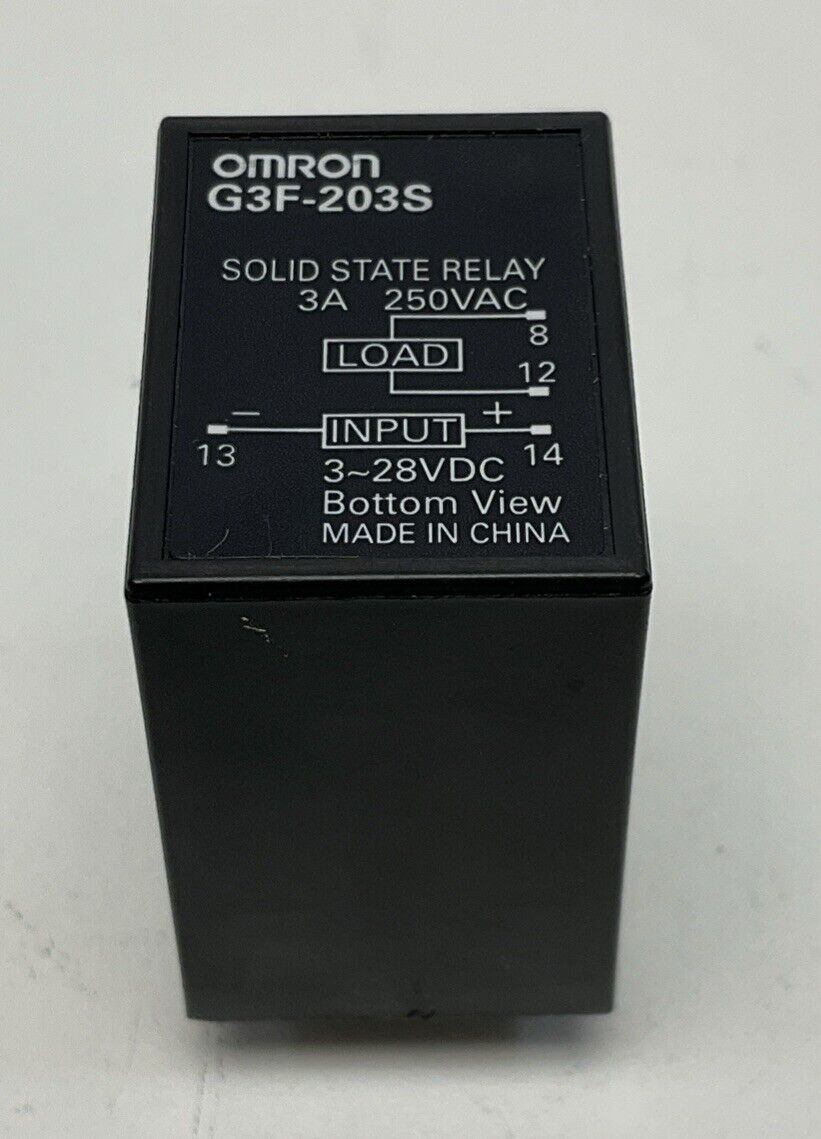 OMRON
G3F-203S
SOLID STATE RELAY
3A 250VAC
8
LOAD
12
- INPUT +
13
14
3~28VDC
Bottom View
MADE IN CHINA